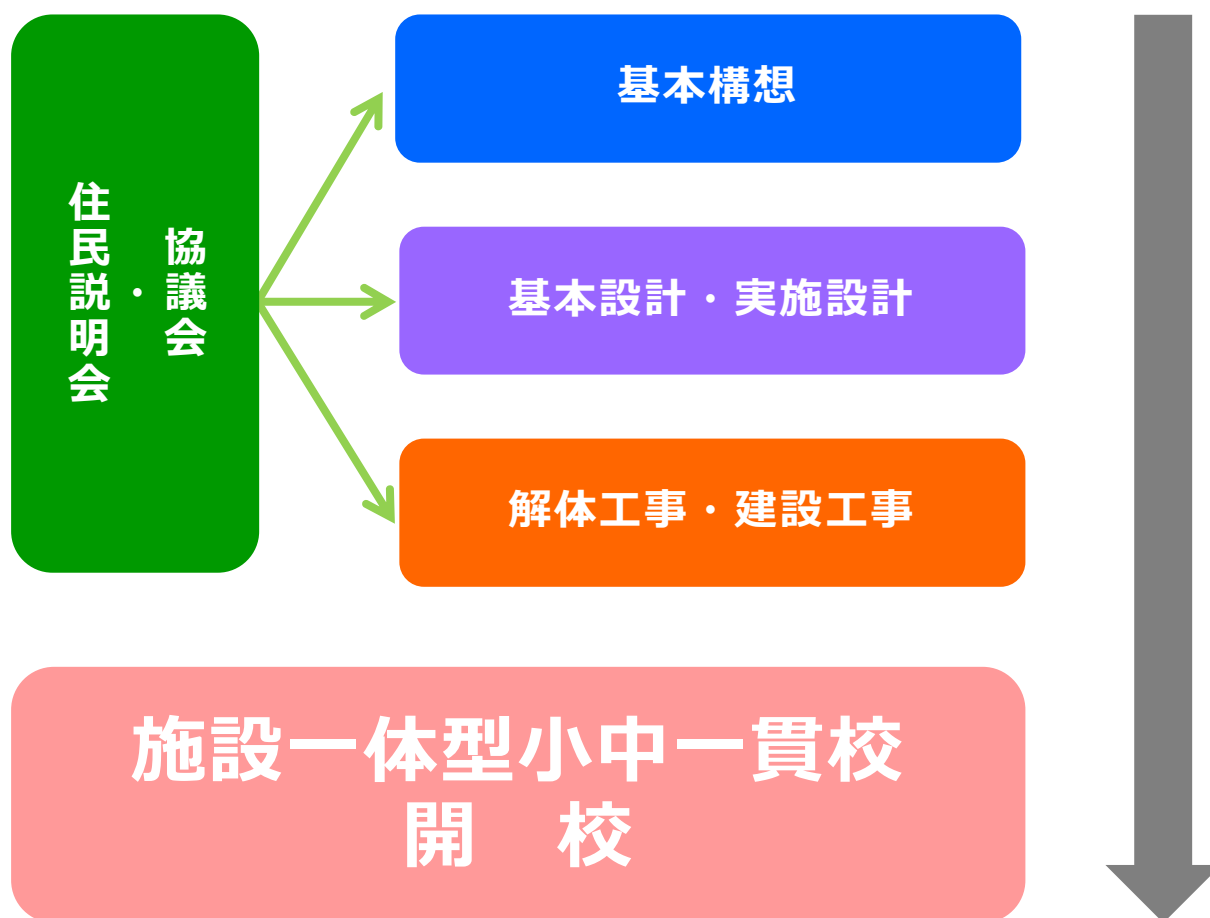 協議会
・
住民説明会
基本構想
基本設計・実施設計
解体工事・建設工事
施設一体型小中一貫校
開　校